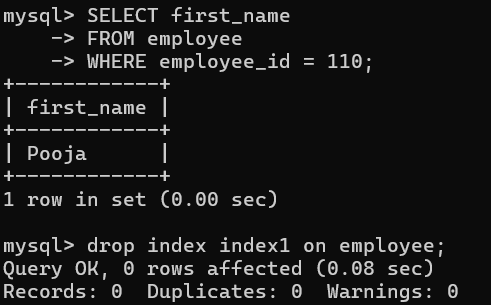 mysql> SELECT first_name
    -> FROM employee
    -> WHERE employee_id = 110;
+------------+
| first_name |
+------------+
| Pooja      |
+------------+
1 row in set (0.00 sec)

mysql> drop index index1 on employee;
Query OK, 0 rows affected (0.08 sec)
Records: 0  Duplicates: 0  Warnings: 0